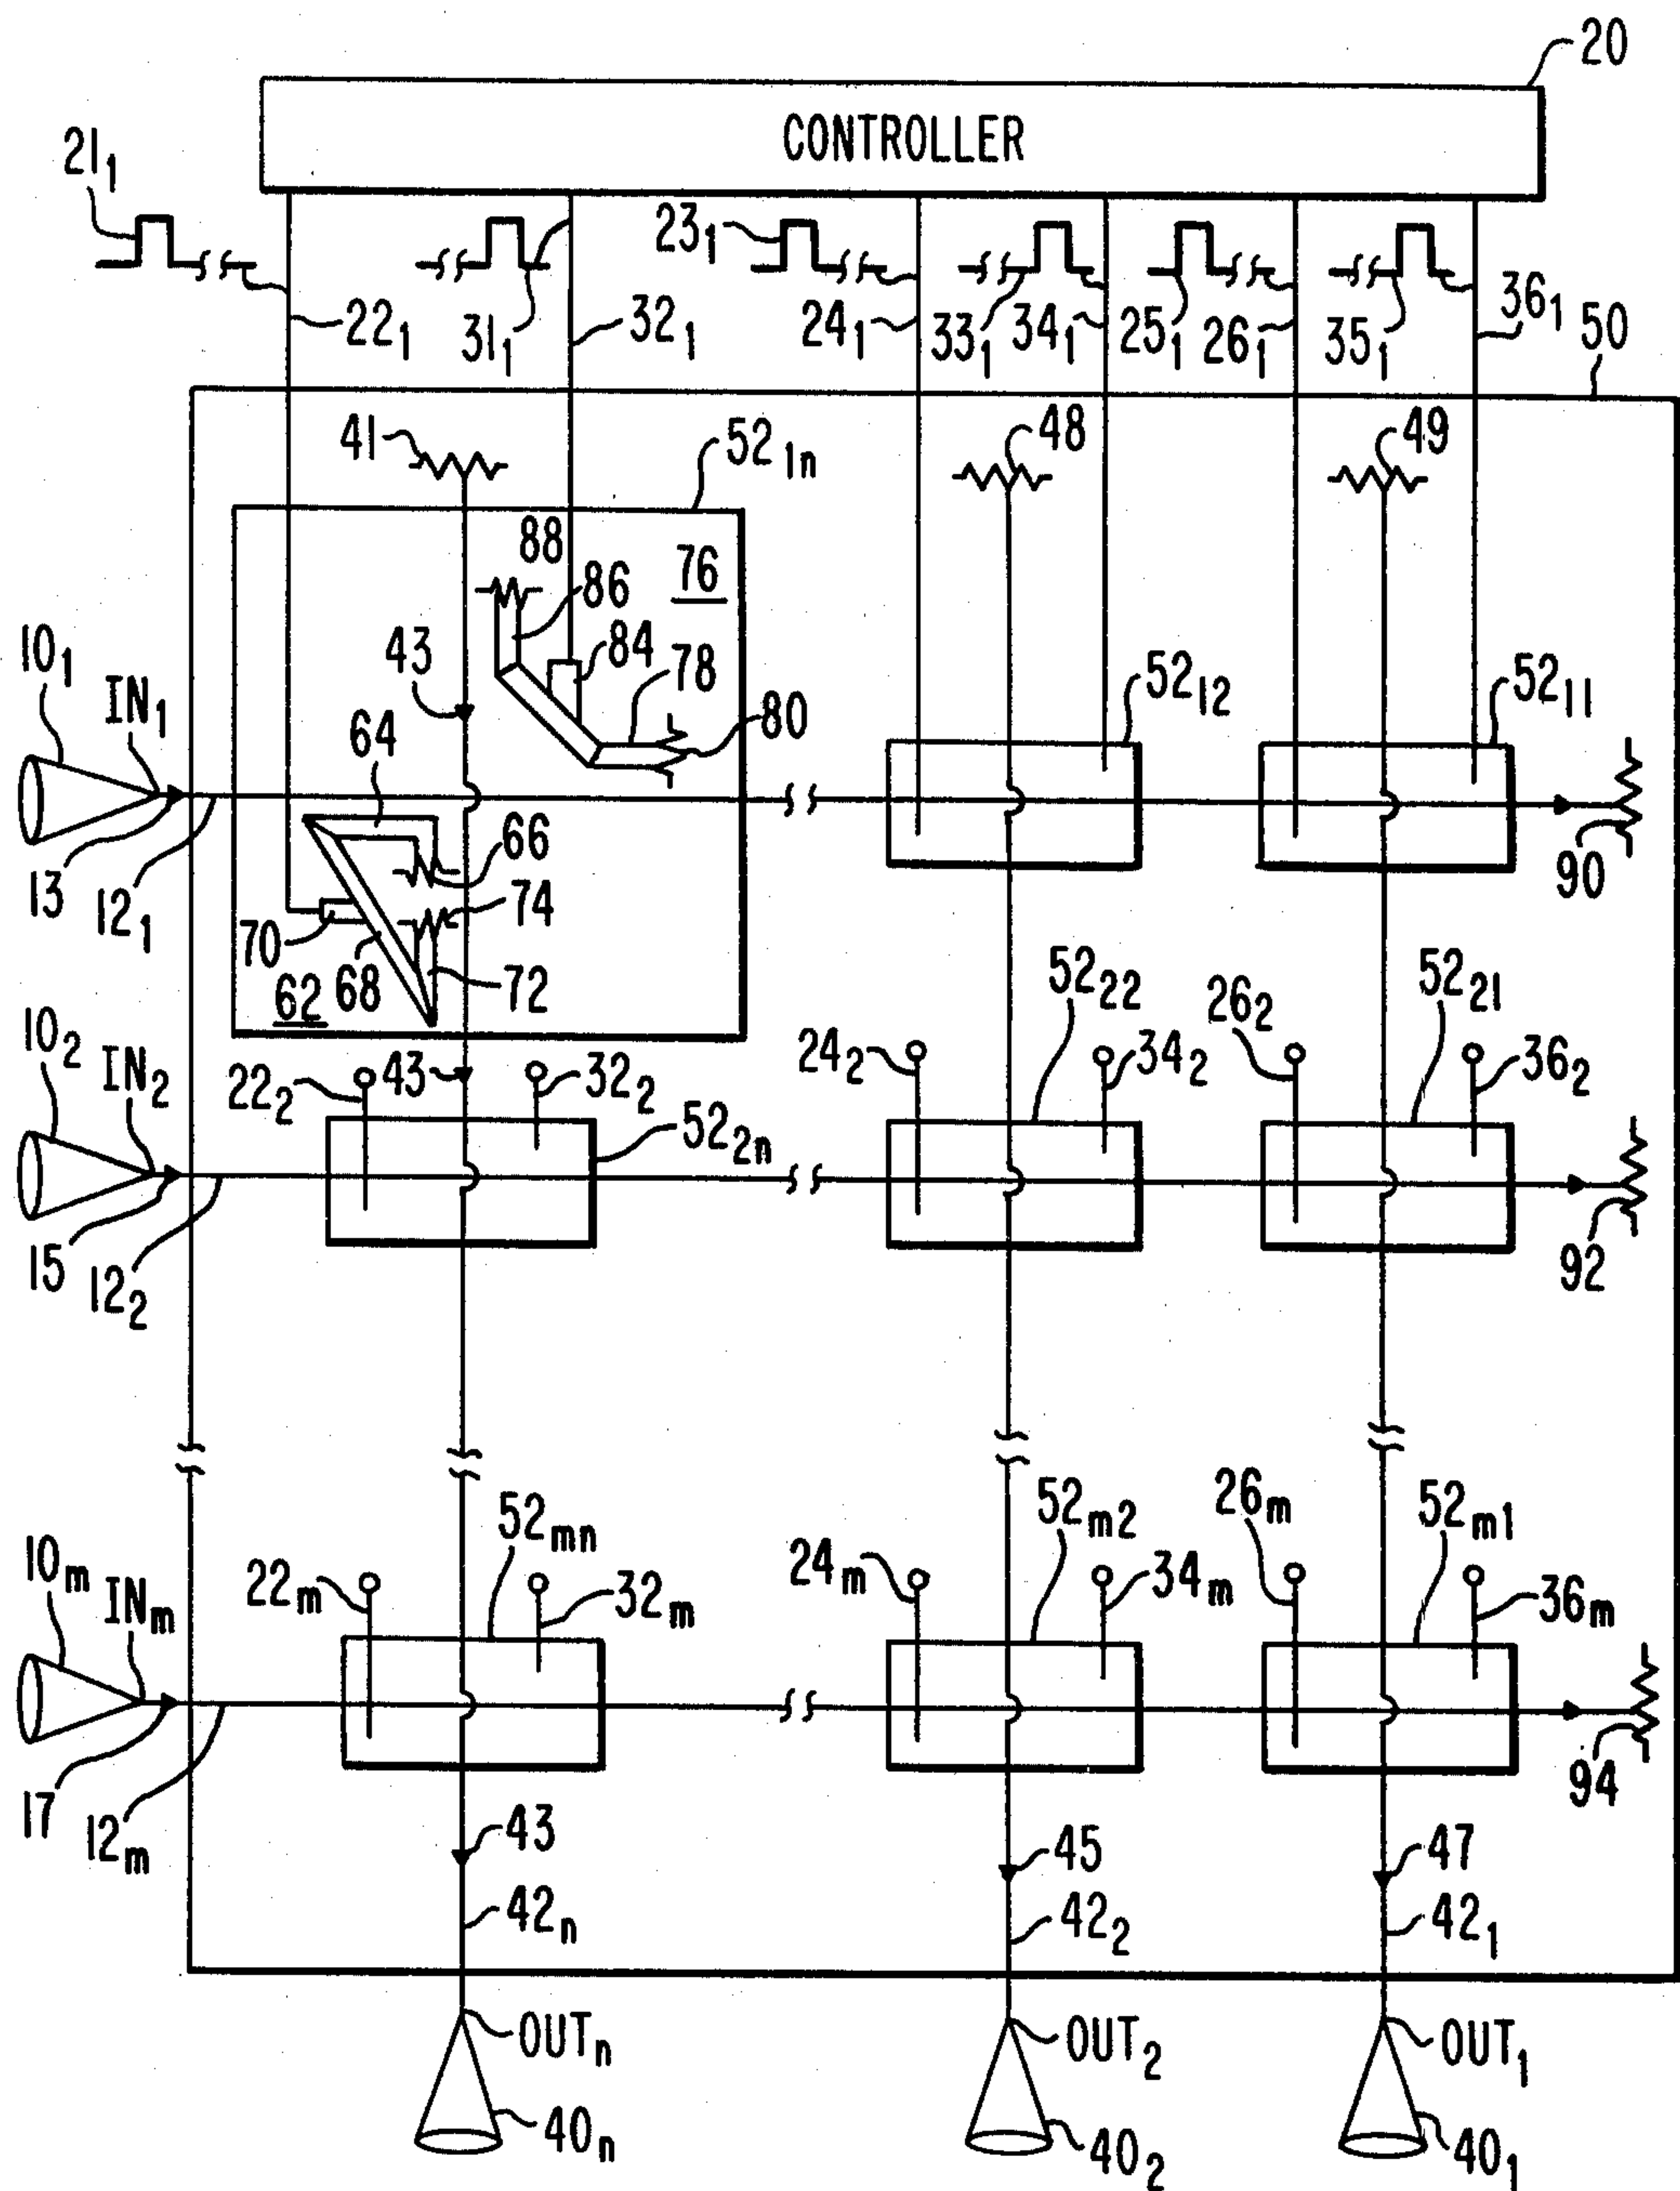 20
CONTROLLER
21₁
23₁
22₁
31₁
32₁
24₁
33₁
34₁
25₁
26₁
35₁
36₁
50
41
52₁ₙ
48
49
88
76
86
84
10₁
IN₁
43
78
80
52₁₂
52₁₁
64
66
13
12₁
74
90
70
62
68
72
10₂
IN₂
22₂
43
32₂
52₂ₙ
24₂
52₂₂
34₂
26₂
52₂₁
36₂
15
12₂
92
10ₘ
INₘ
22ₘ
52ₘₙ
32ₘ
24ₘ
52ₘ₂
34ₘ
26ₘ
52ₘ₁
36ₘ
17
12ₘ
94
43
45
47
42ₙ
42₂
42₁
OUTₙ
OUT₂
OUT₁
40ₙ
40₂
40₁